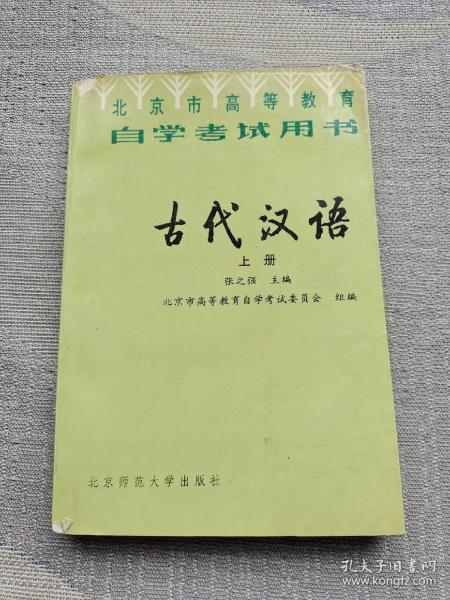 北京市高等教育
自学考试用书
古代汉语
上册
张之强 主编
北京市高等教育自学考试委员会 组编
北京师范大学出版社
孔夫子旧书网
www.kongfz.com